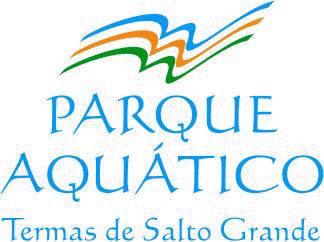 PARQUE
AQUÁTICO
Termas de Salto Grande